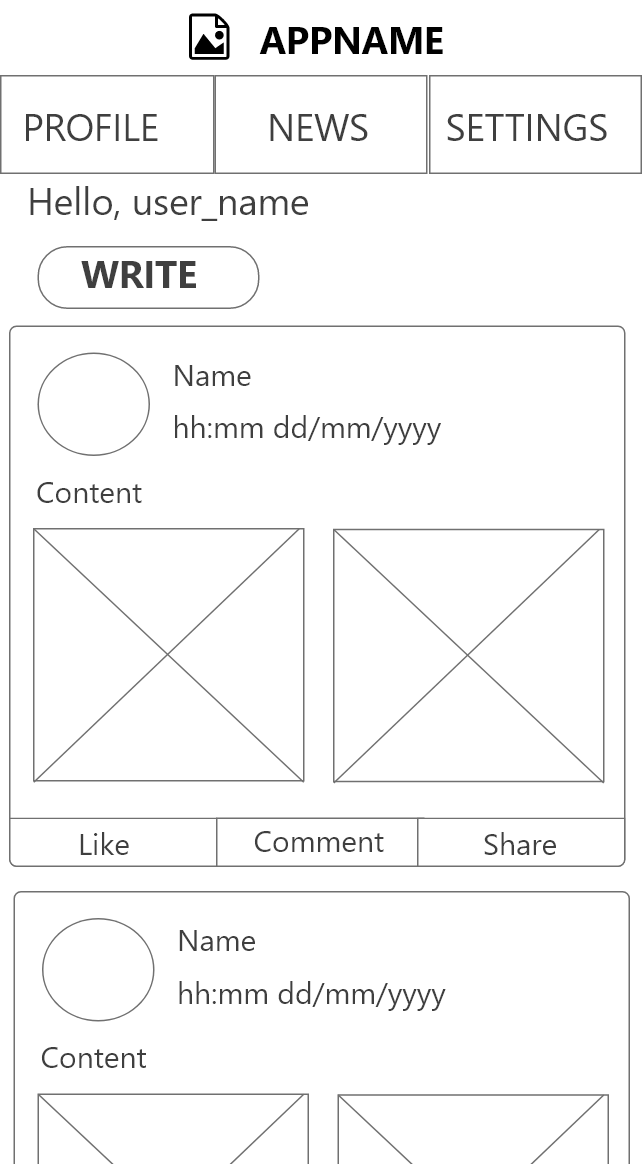 APPNAME
PROFILE NEWS SETTINGS
Hello, user_name
WRITE
Name
hh:mm dd/mm/yyyy
Content
Like Comment Share
Name
hh:mm dd/mm/yyyy
Content